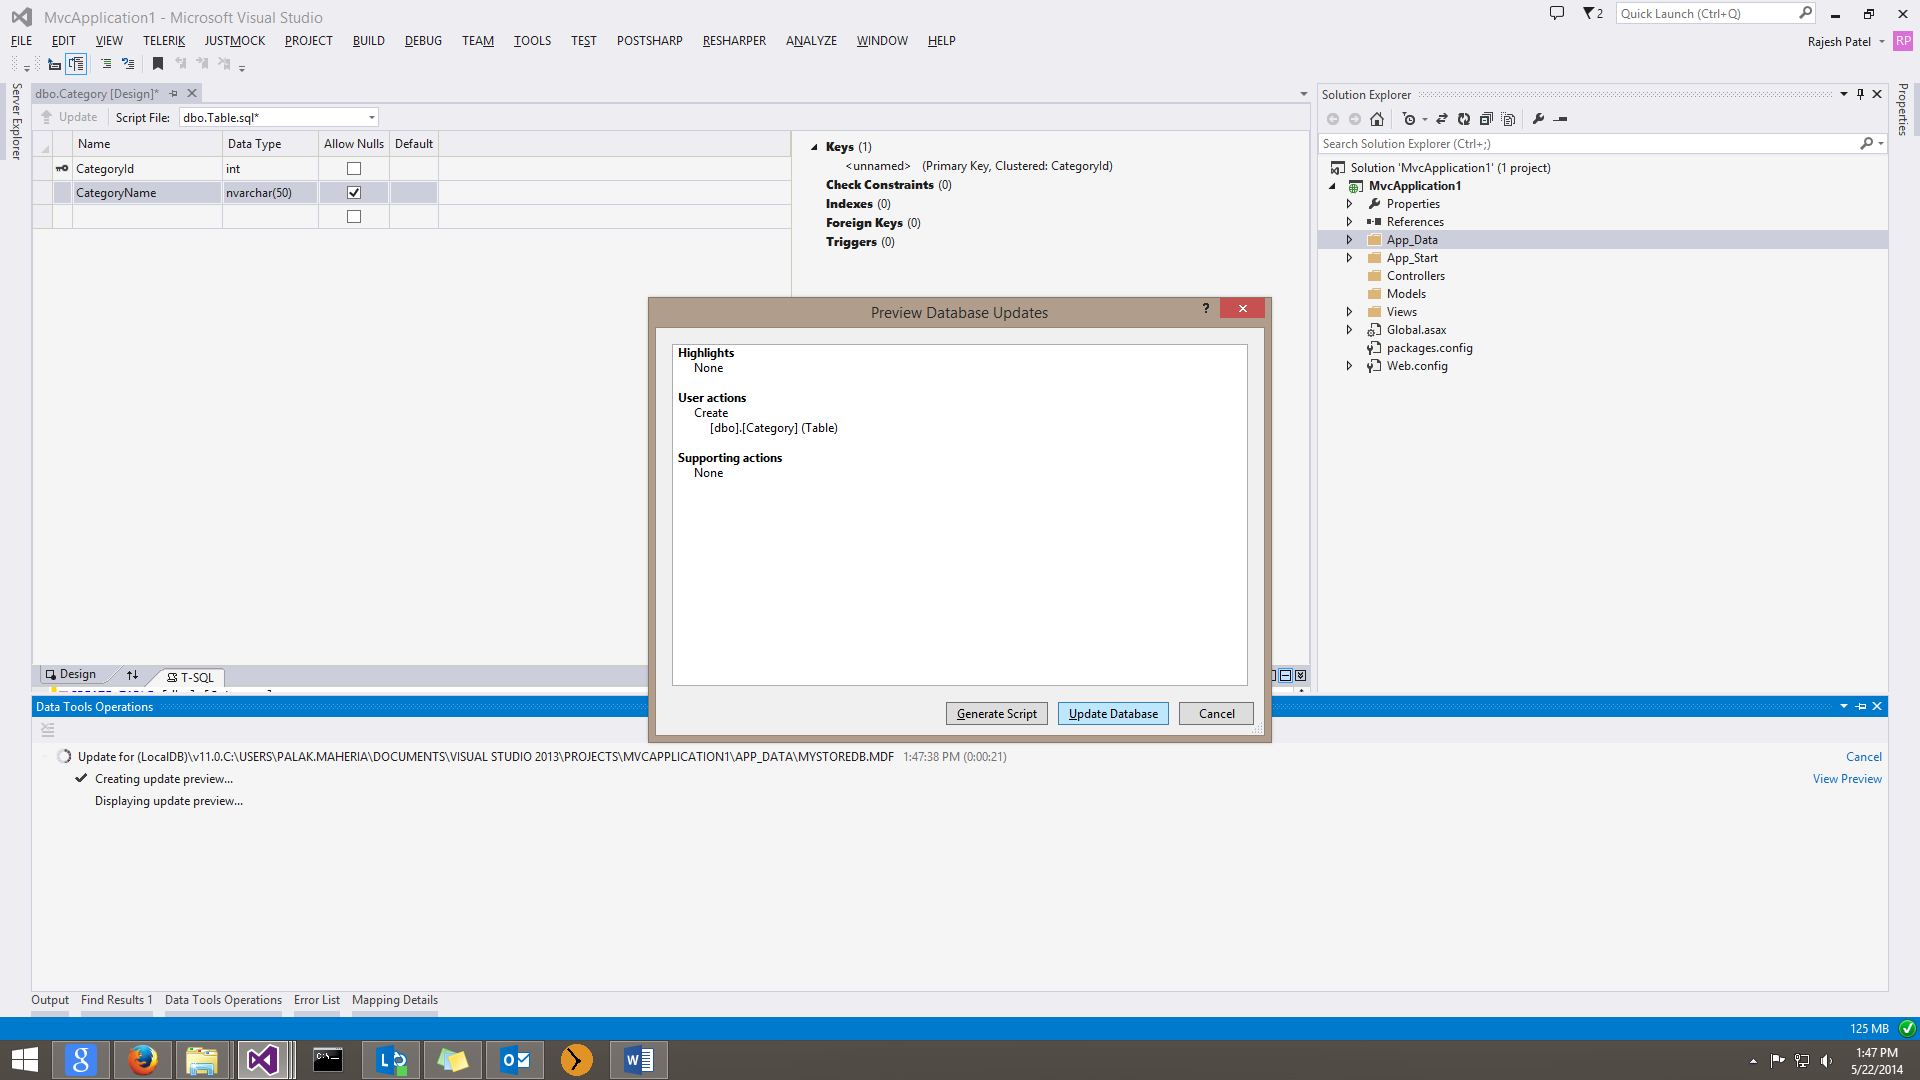 MvcApplication1 - Microsoft Visual Studio
2
Quick Launch (Ctrl+Q)
FILE EDIT VIEW TELERIK JUSTMOCK PROJECT BUILD DEBUG TEAM TOOLS TEST POSTSHARP RESHARPER ANALYZE WINDOW HELP
Rajesh Patel RP
Server Explorer
dbo.Category [Design]*
Update Script File: dbo.Table.sql*
Name Data Type Allow Nulls Default
CategoryId int
CategoryName nvarchar(50)
Keys (1)
<unnamed> (Primary Key, Clustered: CategoryId)
Check Constraints (0)
Indexes (0)
Foreign Keys (0)
Triggers (0)
Solution Explorer
Search Solution Explorer (Ctrl+;)
Solution 'MvcApplication1' (1 project)
MvcApplication1
Properties
References
App_Data
App_Start
Controllers
Models
Views
Global.asax
packages.config
Web.config
Properties
Preview Database Updates
?
Highlights
None
User actions
Create
[dbo].[Category] (Table)
Supporting actions
None
Generate Script Update Database Cancel
Design T-SQL
Data Tools Operations
Update for (LocalDB)\v11.0.C:\USERS\PALAK.MAHERIA\DOCUMENTS\VISUAL STUDIO 2013\PROJECTS\MVCAPPLICATION1\APP_DATA\MYSTOREDB.MDF 1:47:38 PM (0:00:21)
Cancel
Creating update preview...
View Preview
Displaying update preview...
Output Find Results 1 Data Tools Operations Error List Mapping Details
125 MB
1:47 PM
5/22/2014